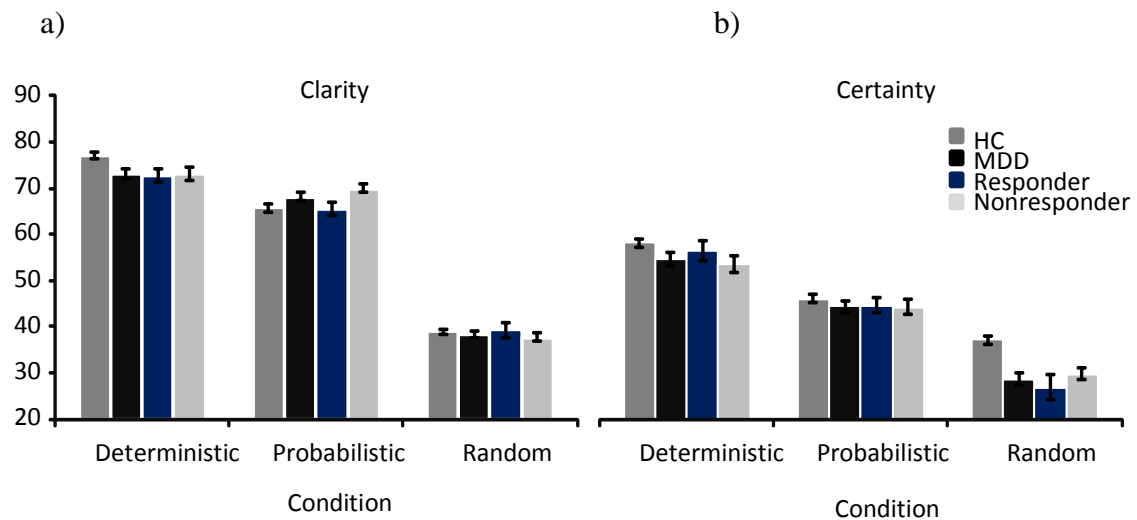 a)
b)
Clarity
Certainty
90
80
70
60
50
40
30
20
HC
MDD
Responder
Nonresponder
Deterministic Probabilistic Random
Deterministic Probabilistic Random
Condition
Condition